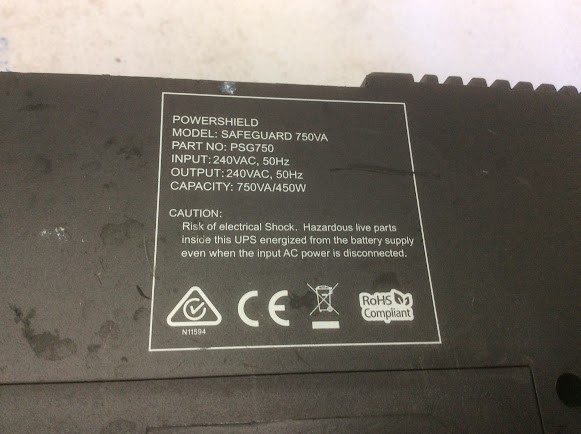 POWERSHIELD
MODEL: SAFEGUARD 750VA
PART NO: PSG750
INPUT: 240VAC, 50Hz
OUTPUT: 240VAC, 50Hz
CAPACITY: 750VA/450W
CAUTION:
Risk of electrical Shock. Hazardous live parts
inside this UPS energized from the battery supply
even when the input AC power is disconnected.
N11594
CE
RoHS
Compliant